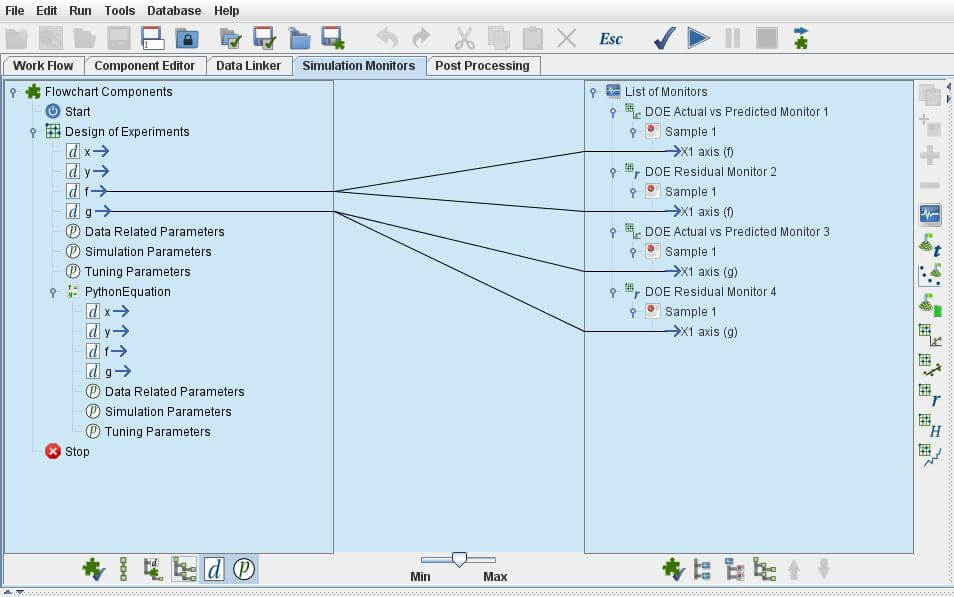 File Edit Run Tools Database Help
Esc
Work Flow Component Editor Data Linker Simulation Monitors Post Processing
Flowchart Components
Start
Design of Experiments
d x
d y
d f
d g
p Data Related Parameters
p Simulation Parameters
p Tuning Parameters
f= g= PythonEquation
d x
d y
d f
d g
p Data Related Parameters
p Simulation Parameters
p Tuning Parameters
Stop
List of Monitors
DOE Actual vs Predicted Monitor 1
Sample 1
X1 axis (f)
r DOE Residual Monitor 2
Sample 1
X1 axis (f)
DOE Actual vs Predicted Monitor 3
Sample 1
X1 axis (g)
r DOE Residual Monitor 4
Sample 1
X1 axis (g)
t
r
H
d d p
Min Max